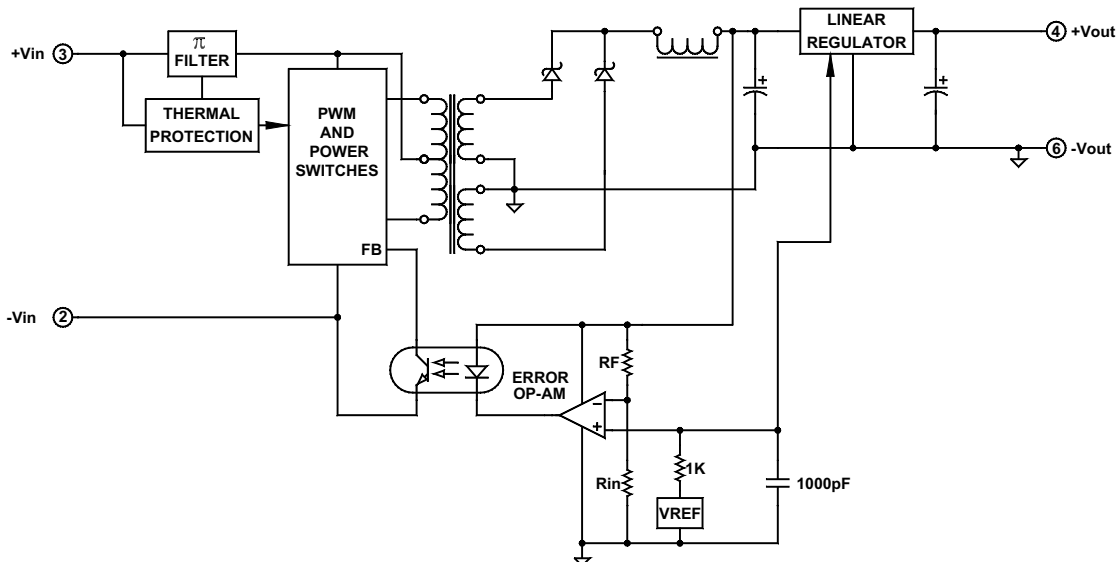 +Vin 3
π
FILTER
THERMAL
PROTECTION
PWM
AND
POWER
SWITCHES
FB
LINEAR
REGULATOR
4 +Vout
6 -Vout
-Vin 2
ERROR
OP-AM
RF
Rin
1K
VREF
1000pF
+
+
−
+